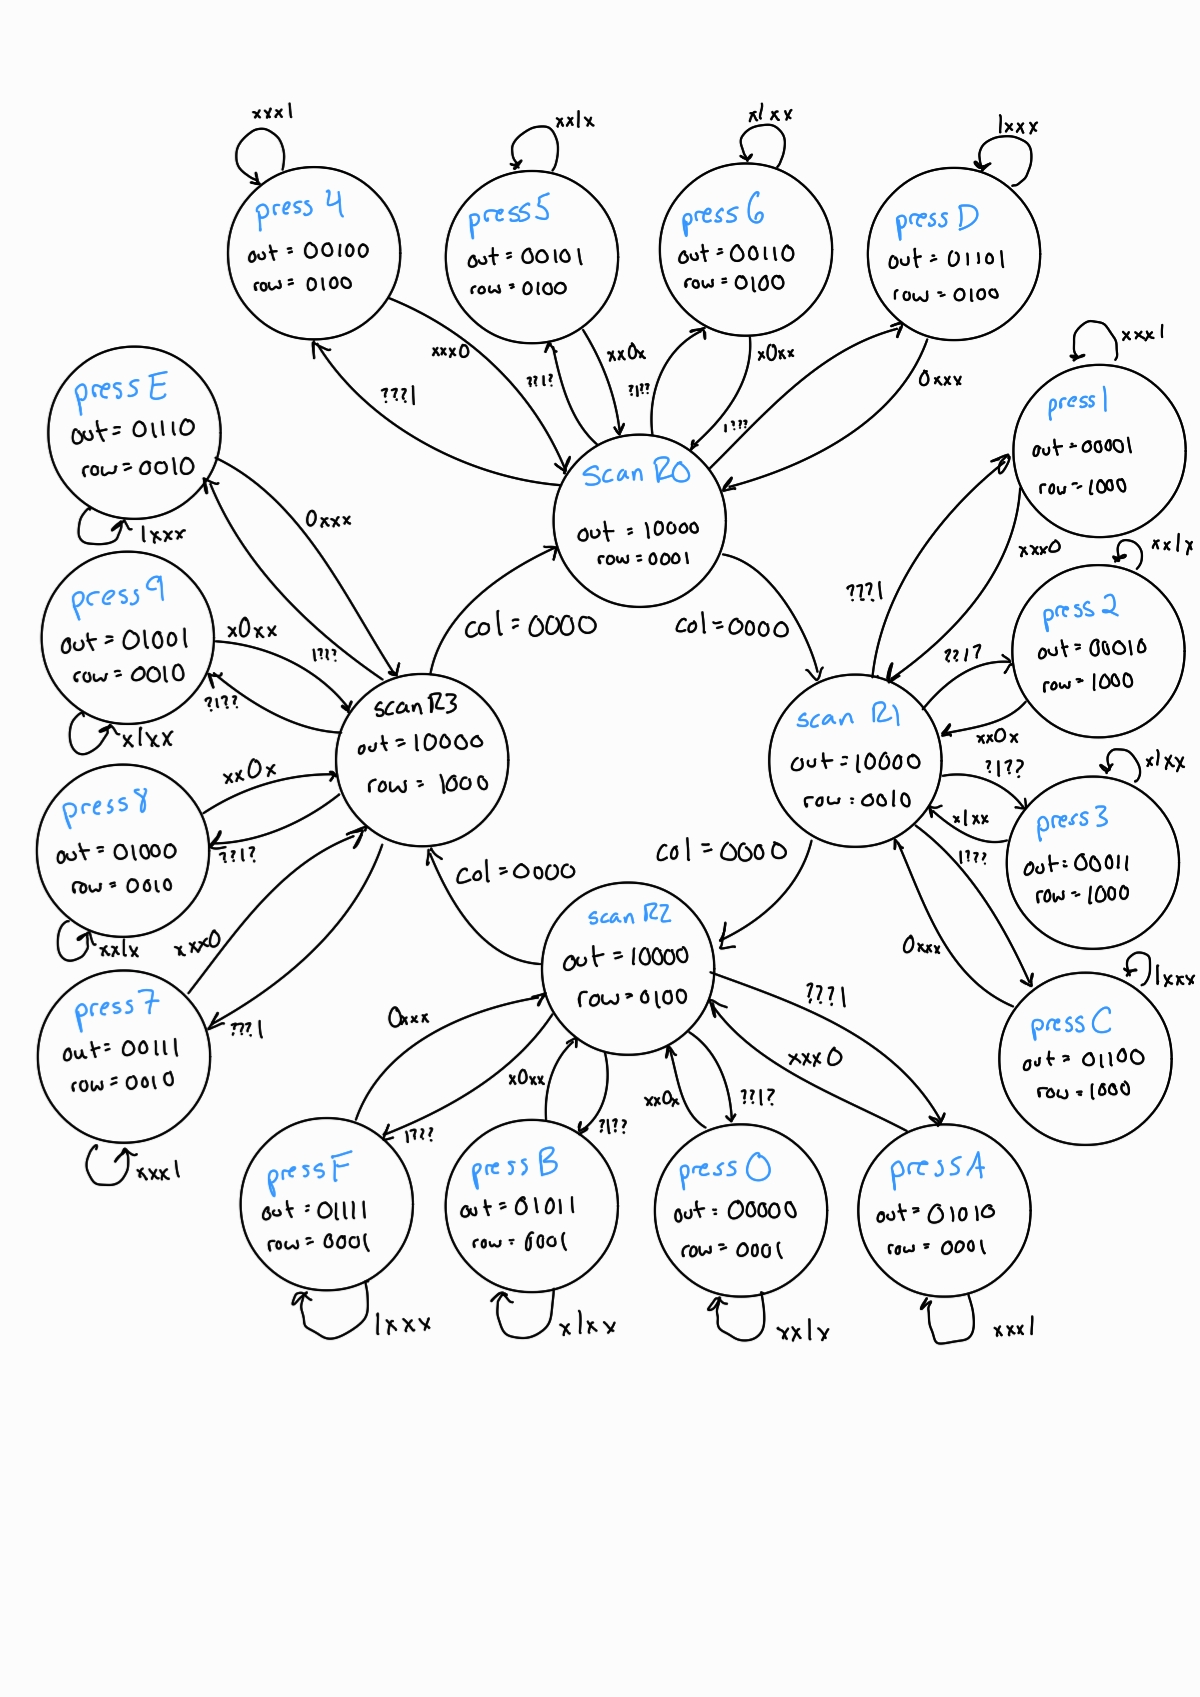 xxx1
xx1x
x1xx
1xxx
press 4
out = 00100
row = 0100
press 5
out = 00101
row = 0100
press 6
out = 00110
row = 0100
press D
out = 01101
row = 0100
xxx0
???1
??1?
xx0x
?1??
x0xx
1???
0xxx
scan R0
out = 10000
row = 0001
xxx1
press 1
out = 00001
row = 1000
???1
xxx0
xx1x
press 2
out = 00010
row = 1000
??1?
xx0x
scan R1
out = 10000
row : 0010
?1??
x1xx
x1xx
press 3
out = 00011
row = 1000
1???
0xxx
1xxx
press C
out = 01100
row = 1000
press E
out = 01110
row = 0010
1xxx
0xxx
1?1?
press 9
out = 01001
row = 0010
x1xx
x0xx
?1??
col = 0000
col = 0000
scan R3
out = 10000
row = 1000
press 8
out = 01000
row = 0010
xx1x
xx0x
??1?
press 7
out = 00111
row = 0010
xxx1
xxx0
???1
col = 0000
col = 0000
scan R2
out = 10000
row = 0100
0xxx
1???
x0xx
?1??
xx0x
??1?
???1
xxx0
press F
out = 01111
row = 0001
1xxx
press B
out = 01011
row = 0001
x1xx
press 0
out = 00000
row = 0001
xx1x
press A
out = 01010
row = 0001
xxx1